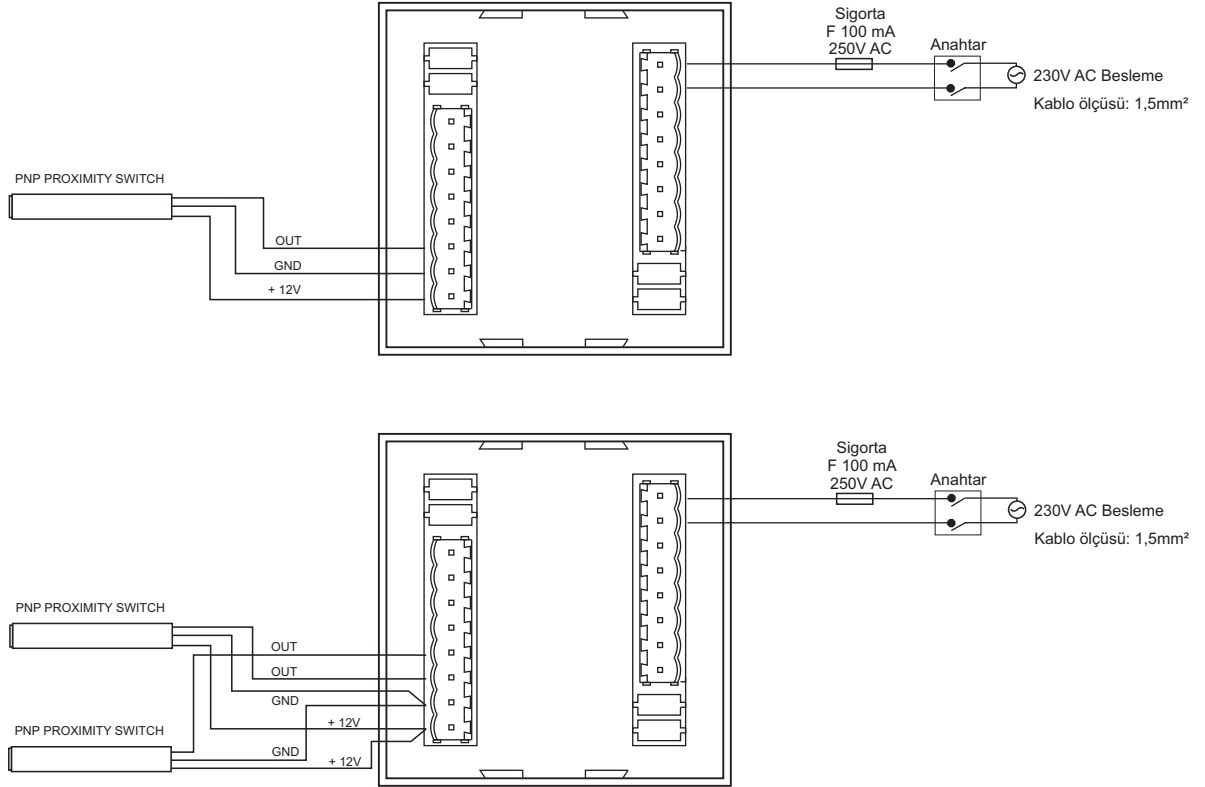 Sigorta
F 100 mA
250V AC
Anahtar
230V AC Besleme
Kablo ölçüsü: 1,5mm²
PNP PROXIMITY SWITCH
OUT
GND
+ 12V
Sigorta
F 100 mA
250V AC
Anahtar
230V AC Besleme
Kablo ölçüsü: 1,5mm²
PNP PROXIMITY SWITCH
OUT
OUT
GND
+ 12V
PNP PROXIMITY SWITCH
GND
+ 12V